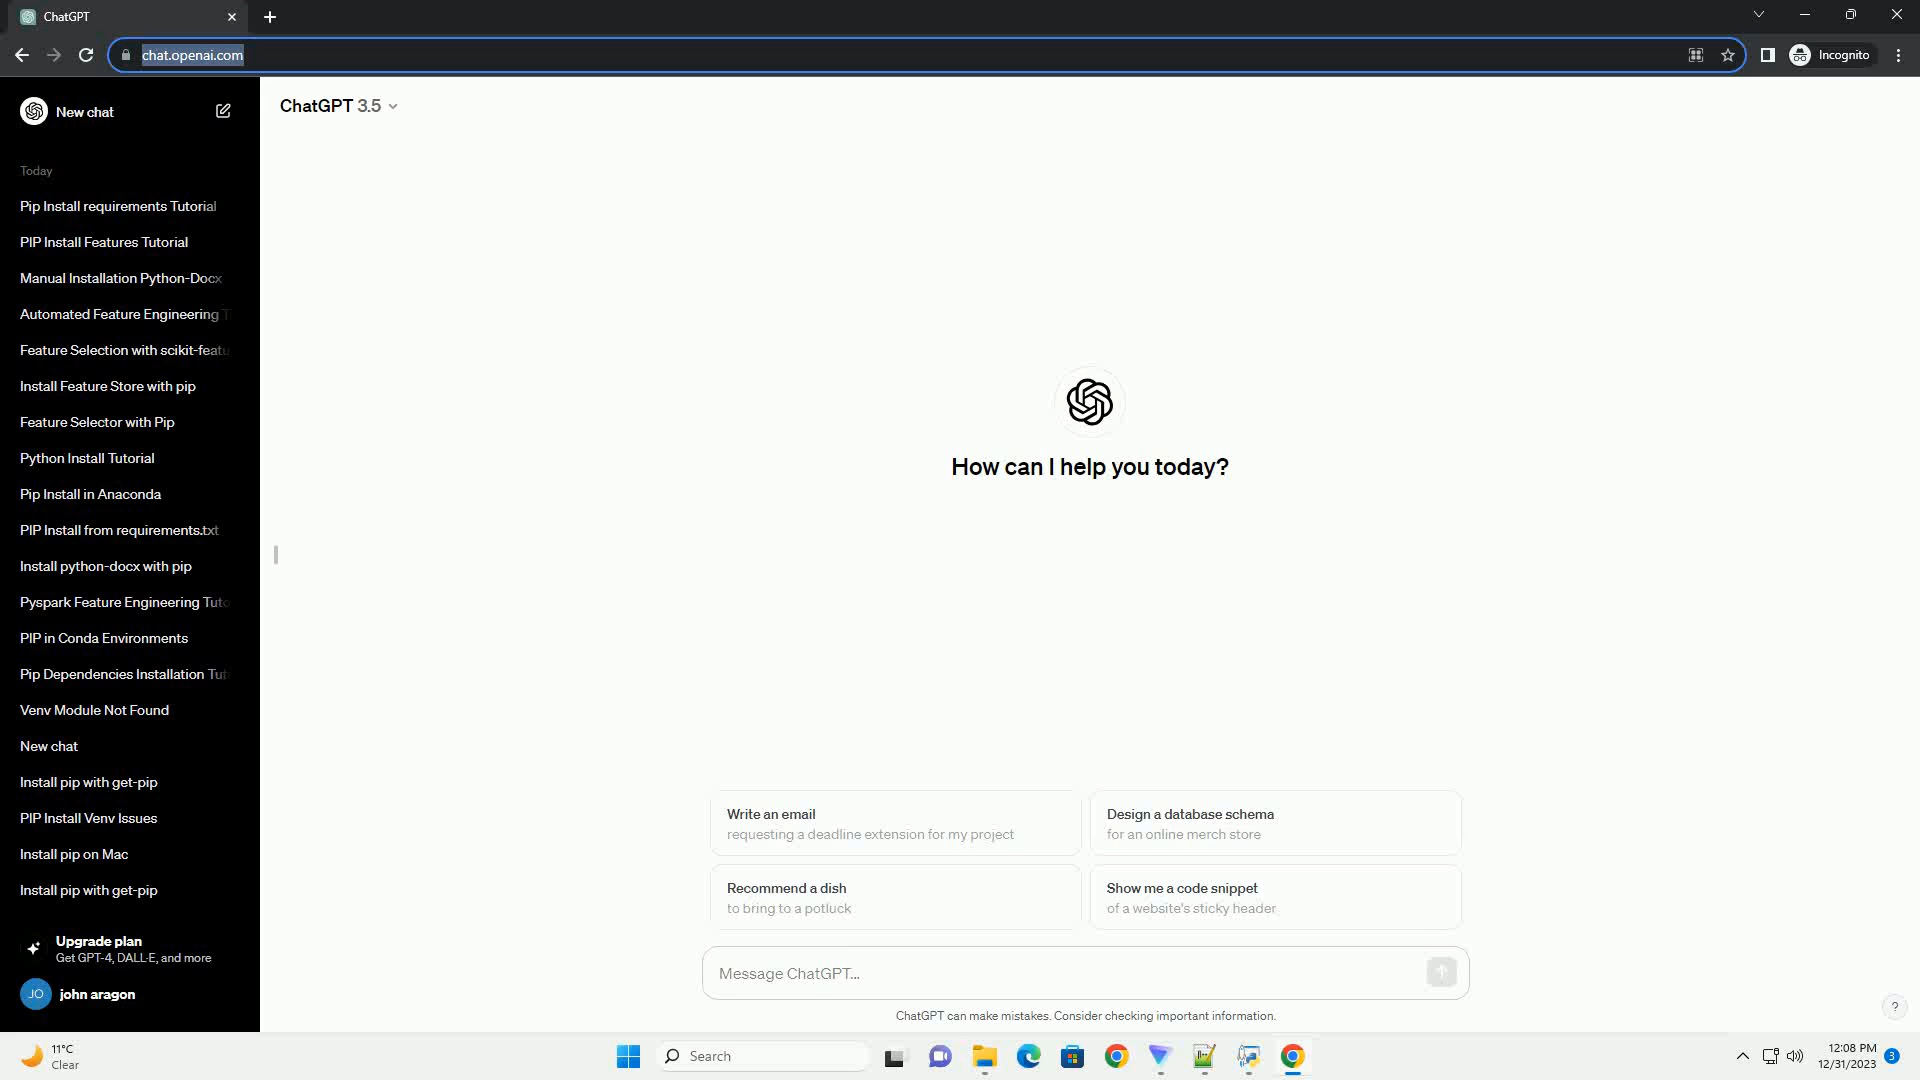 ChatGPT
chat.openai.com
Incognito
New chat
ChatGPT 3.5
Today
Pip Install requirements Tutorial
PIP Install Features Tutorial
Manual Installation Python-Docx
Automated Feature Engineering T
Feature Selection with scikit-featu
Install Feature Store with pip
Feature Selector with Pip
Python Install Tutorial
Pip Install in Anaconda
PIP Install from requirements.txt
Install python-docx with pip
Pyspark Feature Engineering Tuto
PIP in Conda Environments
Pip Dependencies Installation Tut
Venv Module Not Found
New chat
Install pip with get-pip
PIP Install Venv Issues
Install pip on Mac
Install pip with get-pip
Upgrade plan
Get GPT-4, DALL·E, and more
JO
john aragon
How can I help you today?
Write an email
requesting a deadline extension for my project
Design a database schema
for an online merch store
Recommend a dish
to bring to a potluck
Show me a code snippet
of a website's sticky header
Message ChatGPT...
ChatGPT can make mistakes. Consider checking important information.
?
11°C
Clear
Search
12:08 PM
12/31/2023
3